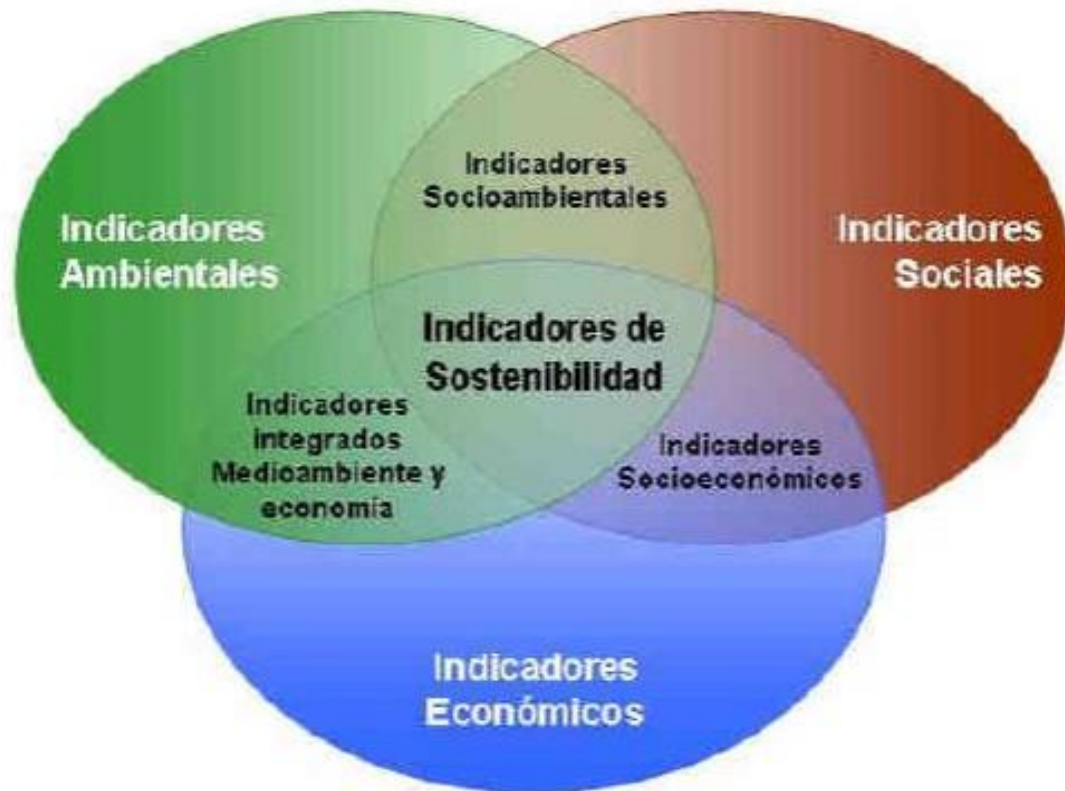 Indicadores
Socioambientales
Indicadores
Ambientales
Indicadores
Sociales
Indicadores de
Sostenibilidad
Indicadores
integrados
Medioambiente y
economía
Indicadores
Socioeconómicos
Indicadores
Económicos